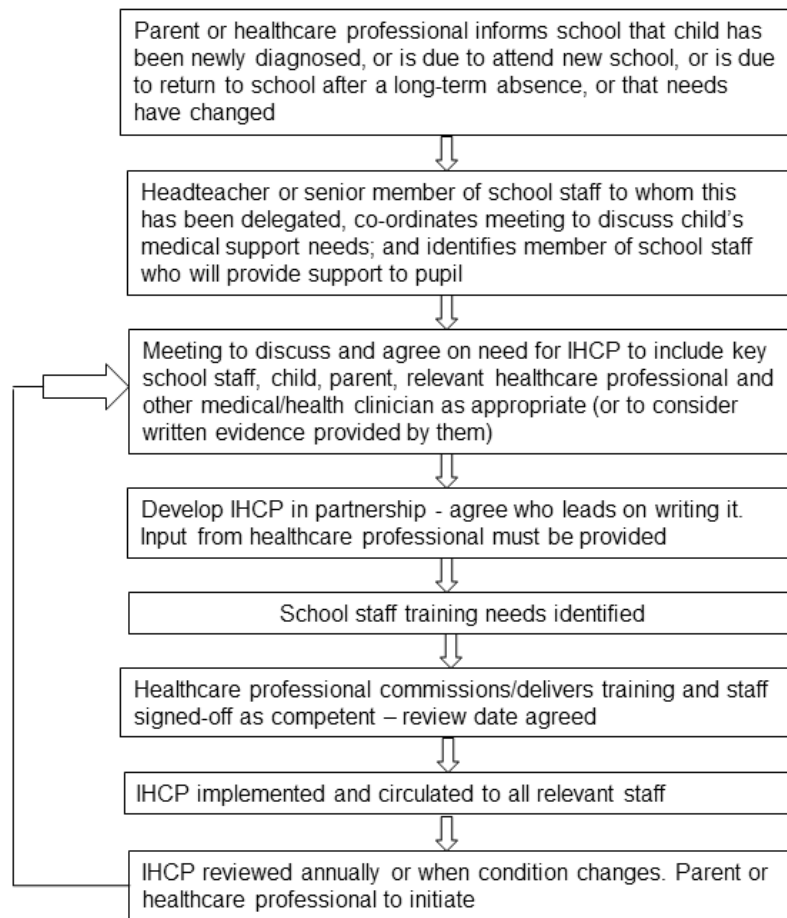 Parent or healthcare professional informs school that child has
been newly diagnosed, or is due to attend new school, or is due
to return to school after a long-term absence, or that needs
have changed
Headteacher or senior member of school staff to whom this
has been delegated, co-ordinates meeting to discuss child's
medical support needs; and identifies member of school staff
who will provide support to pupil
Meeting to discuss and agree on need for IHCP to include key
school staff, child, parent, relevant healthcare professional and
other medical/health clinician as appropriate (or to consider
written evidence provided by them)
Develop IHCP in partnership - agree who leads on writing it.
Input from healthcare professional must be provided
School staff training needs identified
Healthcare professional commissions/delivers training and staff
signed-off as competent – review date agreed
IHCP implemented and circulated to all relevant staff
IHCP reviewed annually or when condition changes. Parent or
healthcare professional to initiate